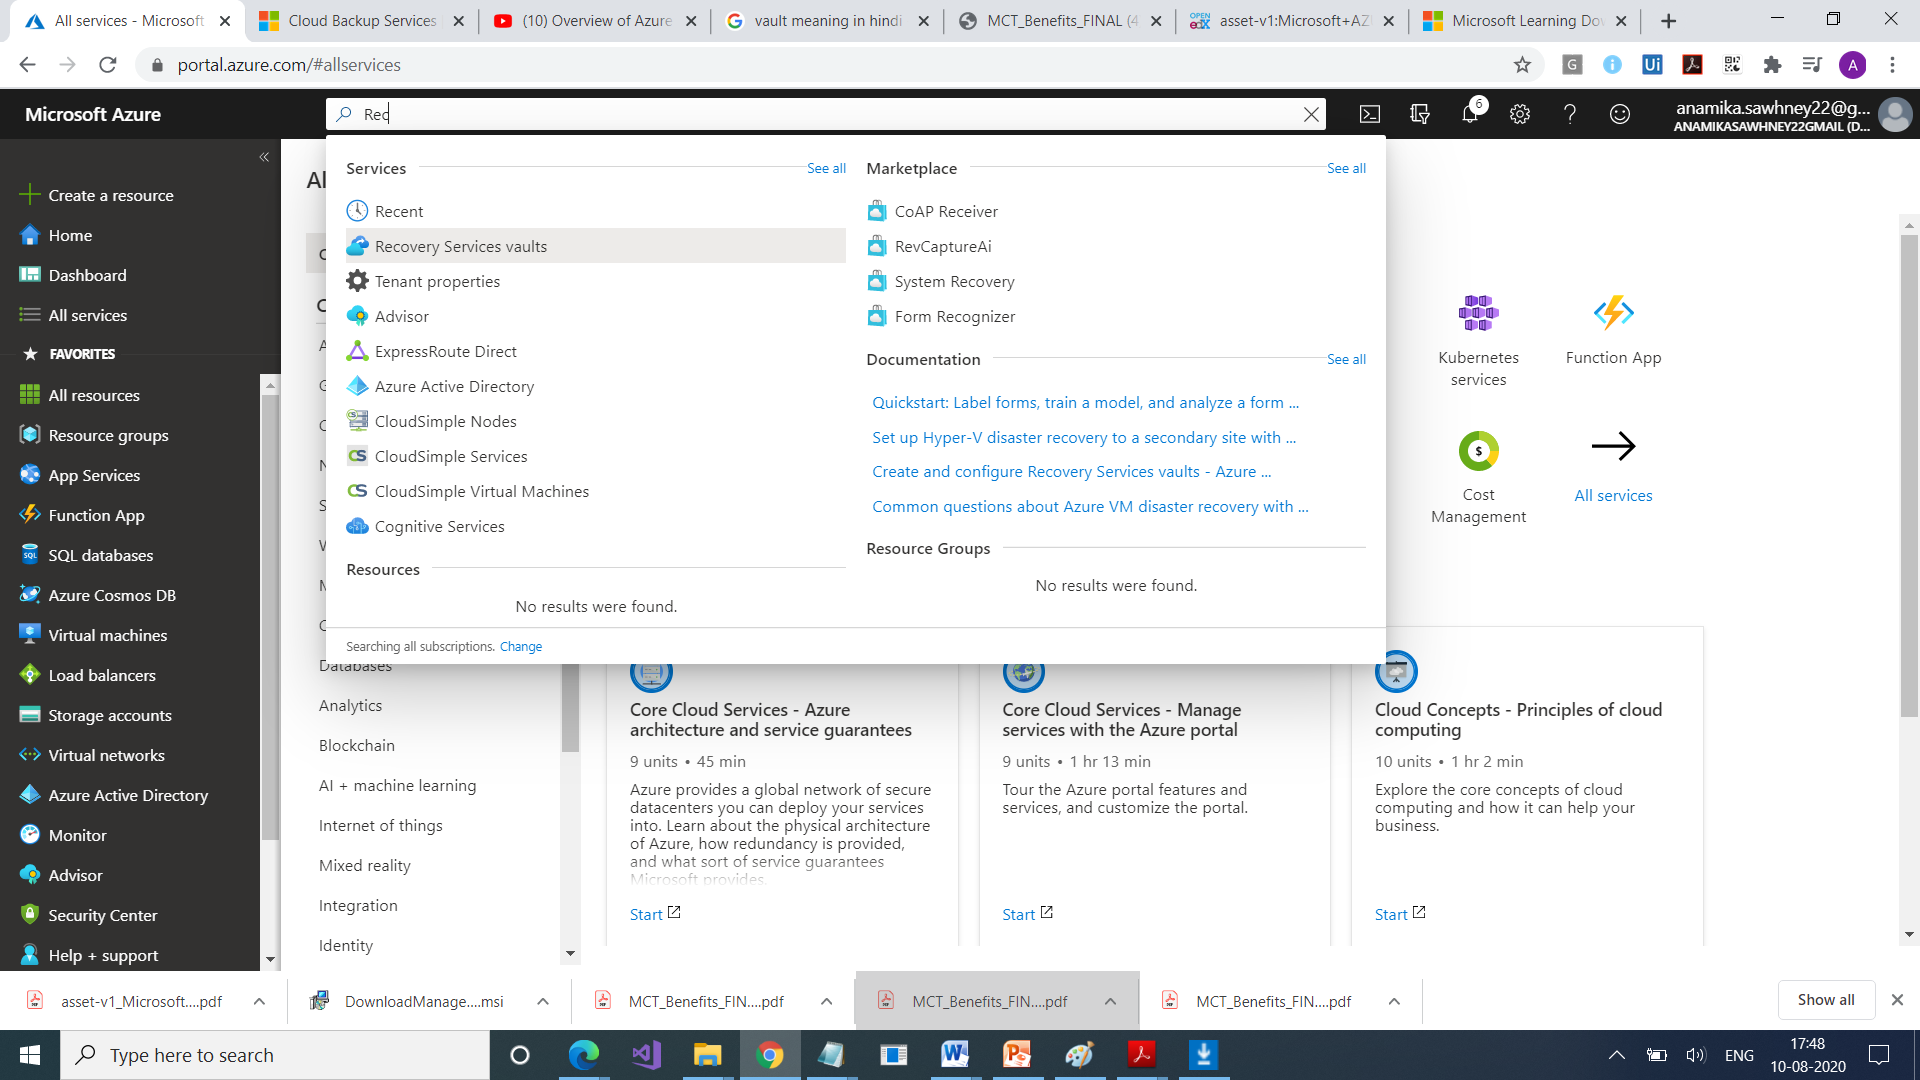 All services - Microsoft
Cloud Backup Services
(10) Overview of Azure
vault meaning in hindi
MCT_Benefits_FINAL (4
asset-v1:Microsoft+AZ
Microsoft Learning Do
portal.azure.com/#allservices
Microsoft Azure
Rec
6
anamika.sawhney22@g...
ANAMIKASAWHNEY22GMAIL (D...
Create a resource
Home
Dashboard
All services
FAVORITES
All resources
Resource groups
App Services
Function App
SQL databases
Azure Cosmos DB
Virtual machines
Load balancers
Storage accounts
Virtual networks
Azure Active Directory
Monitor
Advisor
Security Center
Help + support
Al
Services
See all
Recent
Recovery Services vaults
Tenant properties
Advisor
ExpressRoute Direct
Azure Active Directory
CloudSimple Nodes
CloudSimple Services
CloudSimple Virtual Machines
Cognitive Services
Resources
No results were found.
Marketplace
See all
CoAP Receiver
RevCaptureAi
System Recovery
Form Recognizer
Documentation
See all
Quickstart: Label forms, train a model, and analyze a form ...
Set up Hyper-V disaster recovery to a secondary site with ...
Create and configure Recovery Services vaults - Azure ...
Common questions about Azure VM disaster recovery with ...
Resource Groups
No results were found.
Searching all subscriptions. Change
Kubernetes
services
Function App
Cost
Management
All services
Databases
Analytics
Blockchain
AI + machine learning
Internet of things
Mixed reality
Integration
Identity
Core Cloud Services - Azure
architecture and service guarantees
9 units • 45 min
Azure provides a global network of secure
datacenters you can deploy your services
into. Learn about the physical architecture
of Azure, how redundancy is provided,
and what sort of service guarantees
Microsoft provides.
Start
Core Cloud Services - Manage
services with the Azure portal
9 units • 1 hr 13 min
Tour the Azure portal features and
services, and customize the portal.
Start
Cloud Concepts - Principles of cloud
computing
10 units • 1 hr 2 min
Explore the core concepts of cloud
computing and how it can help your
business.
Start
asset-v1_Microsoft....pdf
DownloadManage....msi
MCT_Benefits_FIN....pdf
MCT_Benefits_FIN....pdf
MCT_Benefits_FIN....pdf
Show all
Type here to search
ENG
17:48
10-08-2020